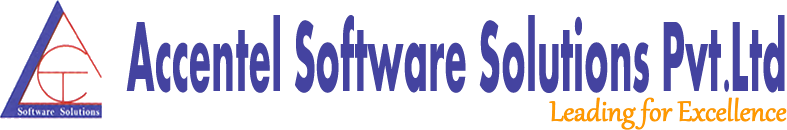 Accentel Software Solutions Pvt.Ltd
Leading for Excellence
Software Solutions